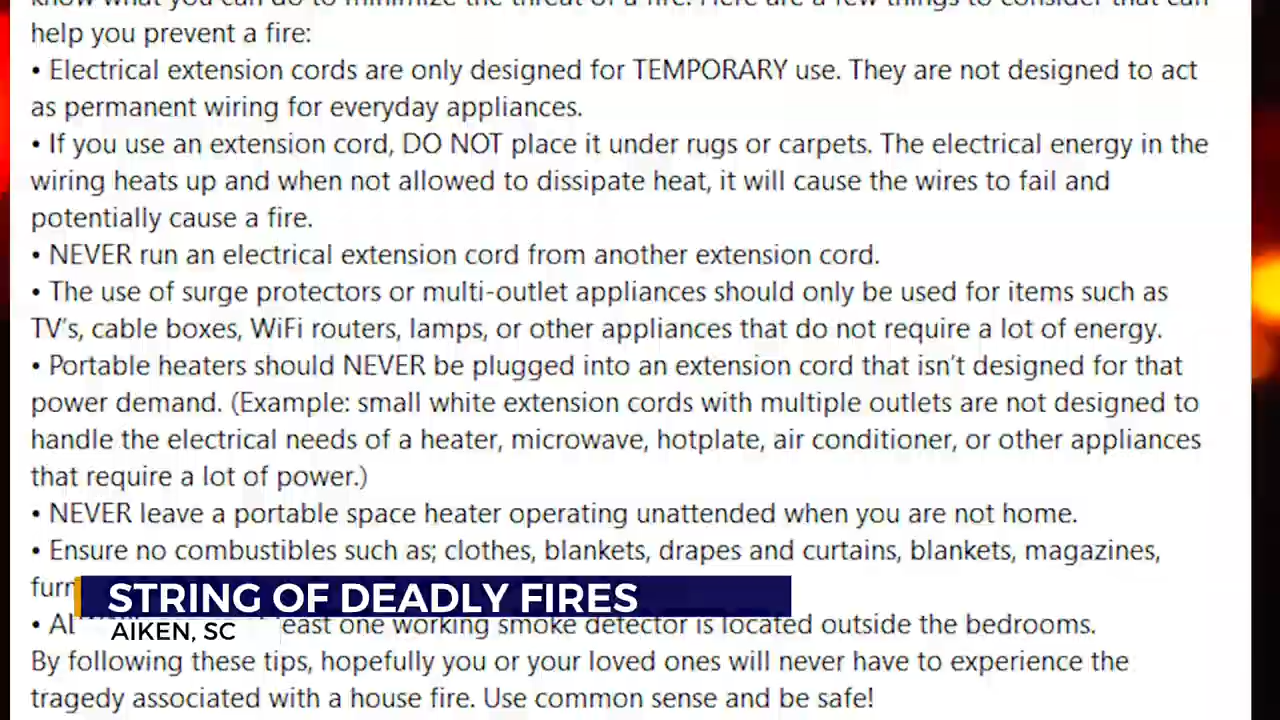 know what you can do to minimize the threat of a fire. Here are a few things to consider that can
help you prevent a fire:
• Electrical extension cords are only designed for TEMPORARY use. They are not designed to act
as permanent wiring for everyday appliances.
• If you use an extension cord, DO NOT place it under rugs or carpets. The electrical energy in the
wiring heats up and when not allowed to dissipate heat, it will cause the wires to fail and
potentially cause a fire.
• NEVER run an electrical extension cord from another extension cord.
• The use of surge protectors or multi-outlet appliances should only be used for items such as
TV's, cable boxes, WiFi routers, lamps, or other appliances that do not require a lot of energy.
• Portable heaters should NEVER be plugged into an extension cord that isn't designed for that
power demand. (Example: small white extension cords with multiple outlets are not designed to
handle the electrical needs of a heater, microwave, hotplate, air conditioner, or other appliances
that require a lot of power.)
• NEVER leave a portable space heater operating unattended when you are not home.
• Ensure no combustibles such as; clothes, blankets, drapes and curtains, blankets, magazines,
furn
STRING OF DEADLY FIRES
• Al east one working smoke detector is located outside the bedrooms.
AIKEN, SC
By following these tips, hopefully you or your loved ones will never have to experience the
tragedy associated with a house fire. Use common sense and be safe!